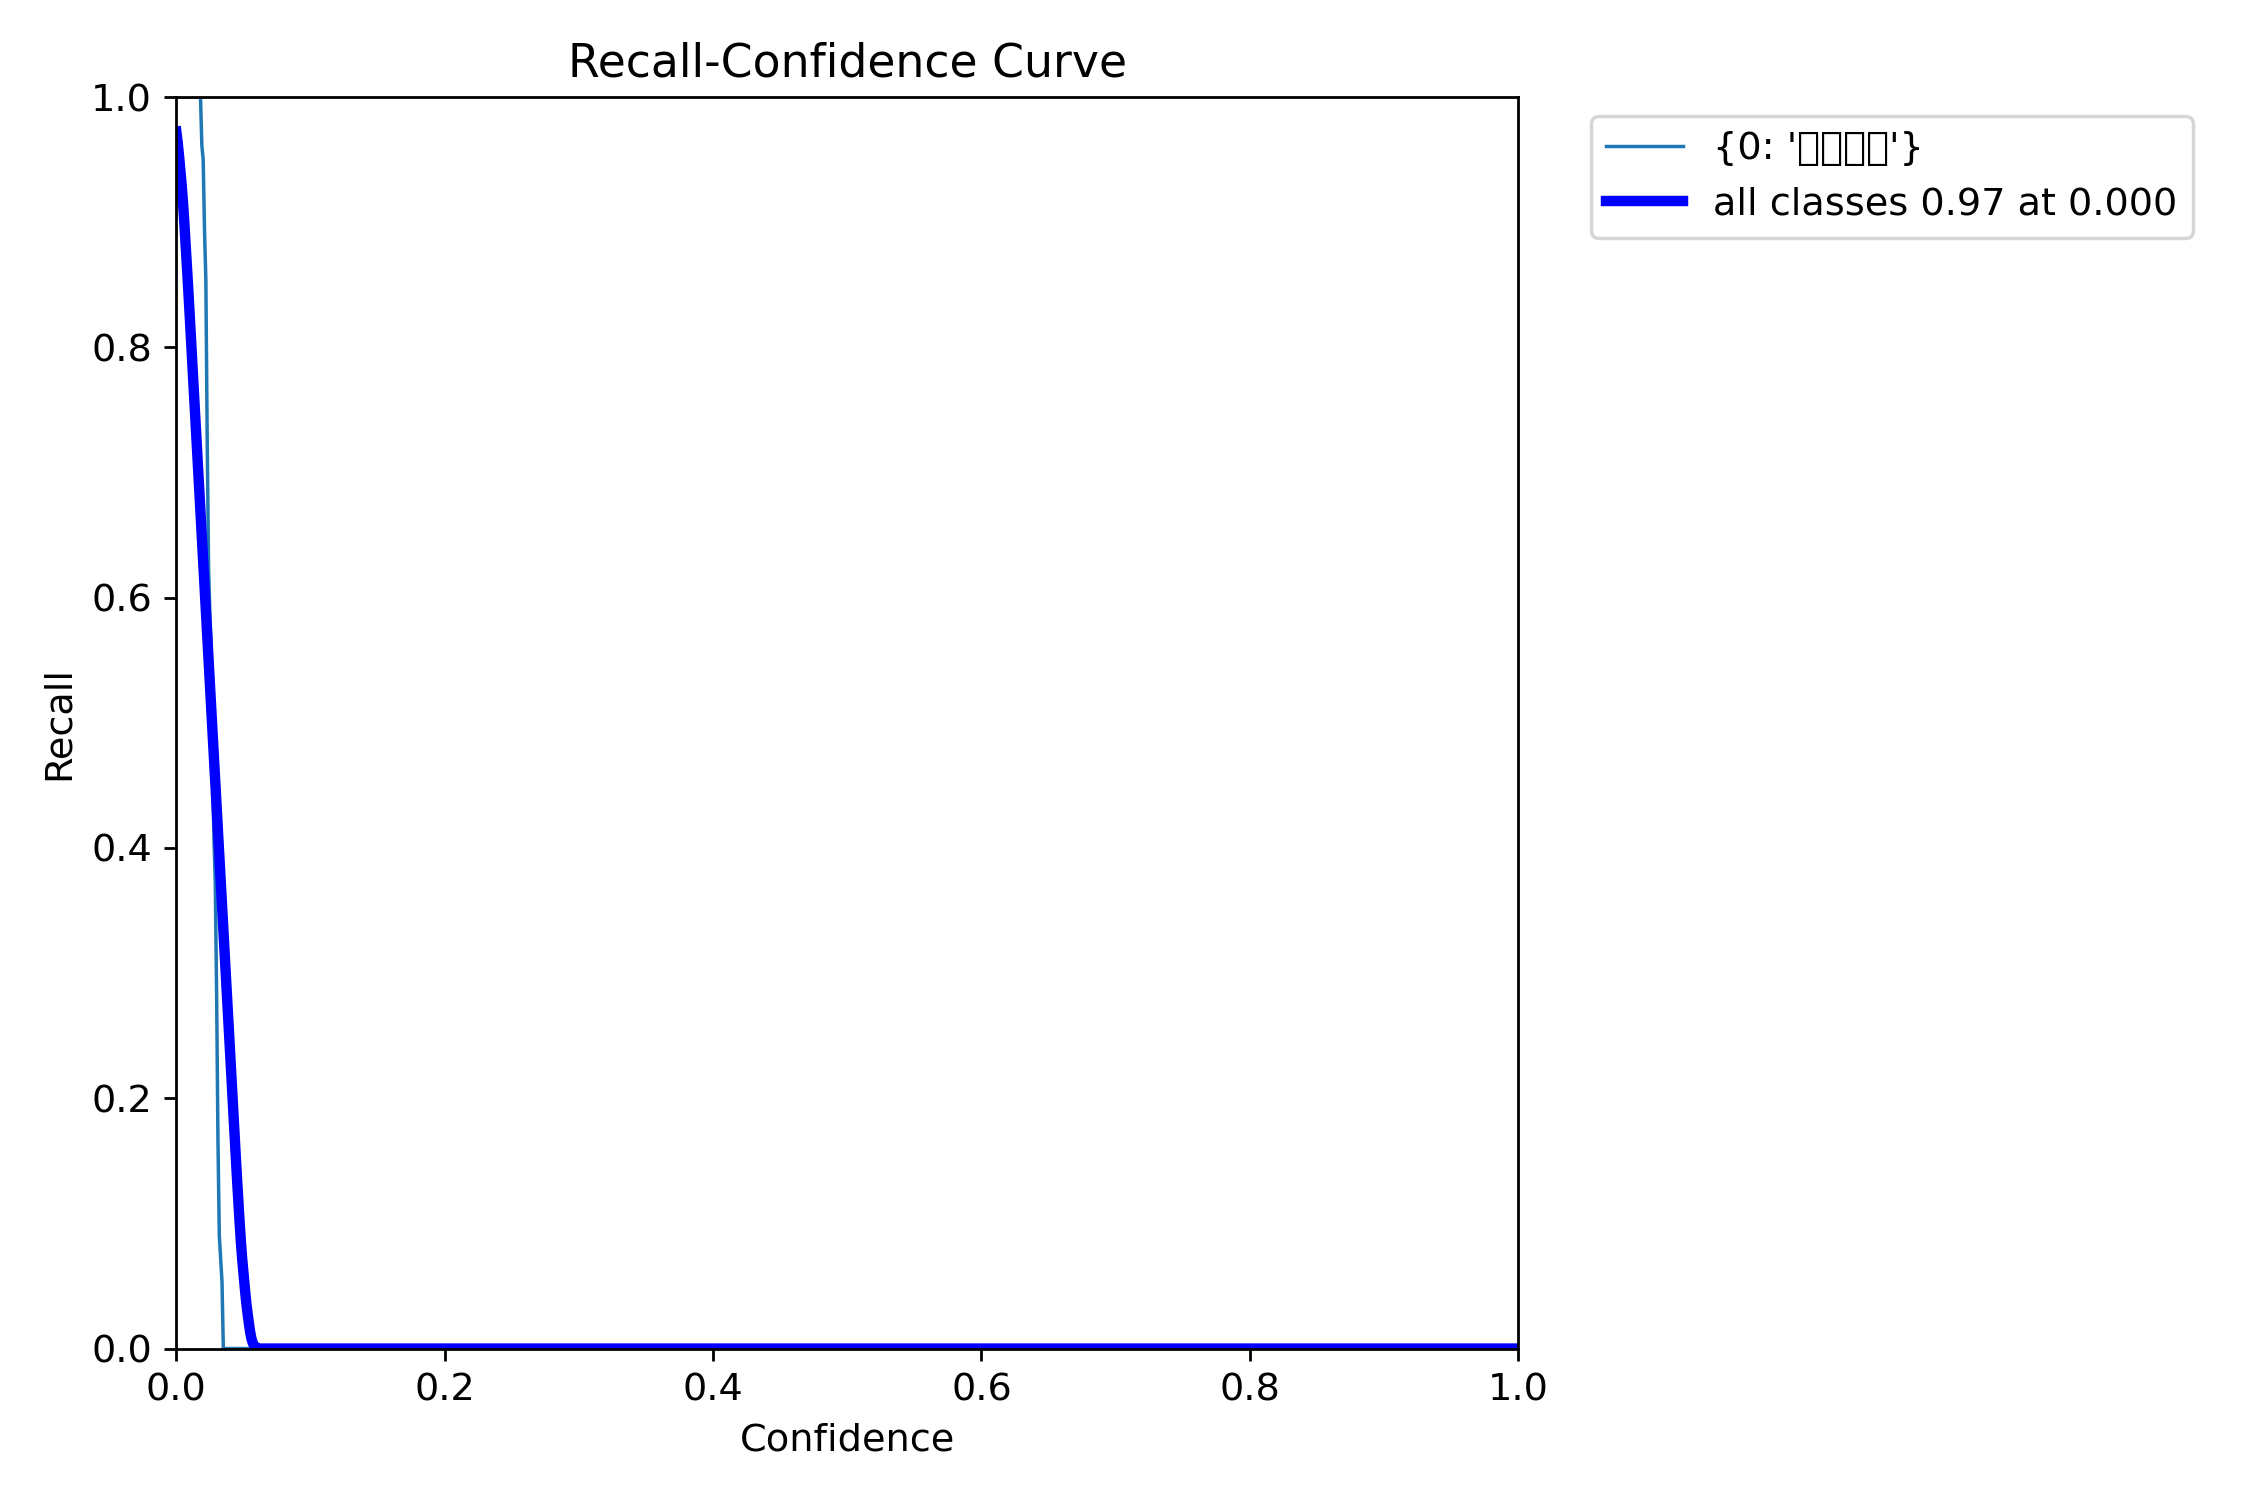 Recall-Confidence Curve
1.0
0.8
0.6
0.4
0.2
0.0
Recall
0.0 0.2 0.4 0.6 0.8 1.0
Confidence
{0: '▯▯▯▯'}
all classes 0.97 at 0.000